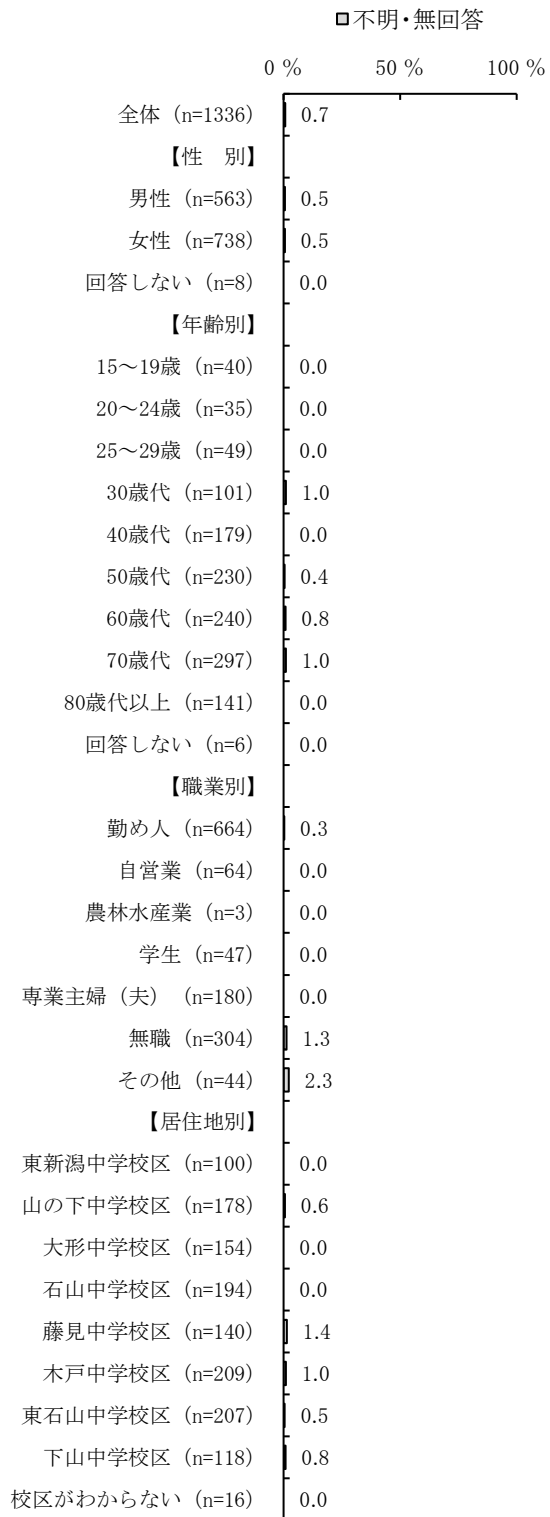 不明・無回答
0 % 50 % 100 %
全体 (n=1336) 0.7
【性　別】
男性 (n=563) 0.5
女性 (n=738) 0.5
回答しない (n=8) 0.0
【年齢別】
15～19歳 (n=40) 0.0
20～24歳 (n=35) 0.0
25～29歳 (n=49) 0.0
30歳代 (n=101) 1.0
40歳代 (n=179) 0.0
50歳代 (n=230) 0.4
60歳代 (n=240) 0.8
70歳代 (n=297) 1.0
80歳代以上 (n=141) 0.0
回答しない (n=6) 0.0
【職業別】
勤め人 (n=664) 0.3
自営業 (n=64) 0.0
農林水産業 (n=3) 0.0
学生 (n=47) 0.0
専業主婦（夫） (n=180) 0.0
無職 (n=304) 1.3
その他 (n=44) 2.3
【居住地別】
東新潟中学校区 (n=100) 0.0
山の下中学校区 (n=178) 0.6
大形中学校区 (n=154) 0.0
石山中学校区 (n=194) 0.0
藤見中学校区 (n=140) 1.4
木戸中学校区 (n=209) 1.0
東石山中学校区 (n=207) 0.5
下山中学校区 (n=118) 0.8
校区がわからない (n=16) 0.0